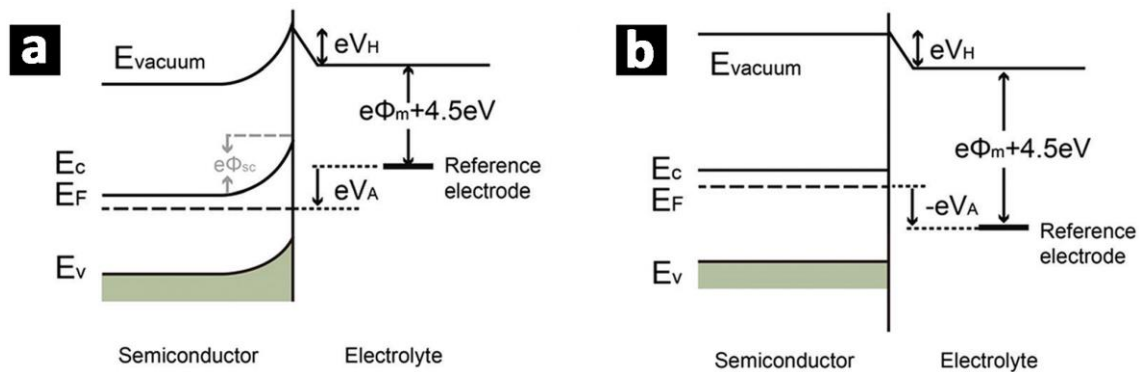 a
Evacuum
eVH
eΦm+4.5eV
Ec
eΦsc
EF
Reference
electrode
eVA
Ev
Semiconductor
Electrolyte
b
Evacuum
eVH
eΦm+4.5eV
Ec
EF
-eVA
Reference
electrode
Ev
Semiconductor
Electrolyte